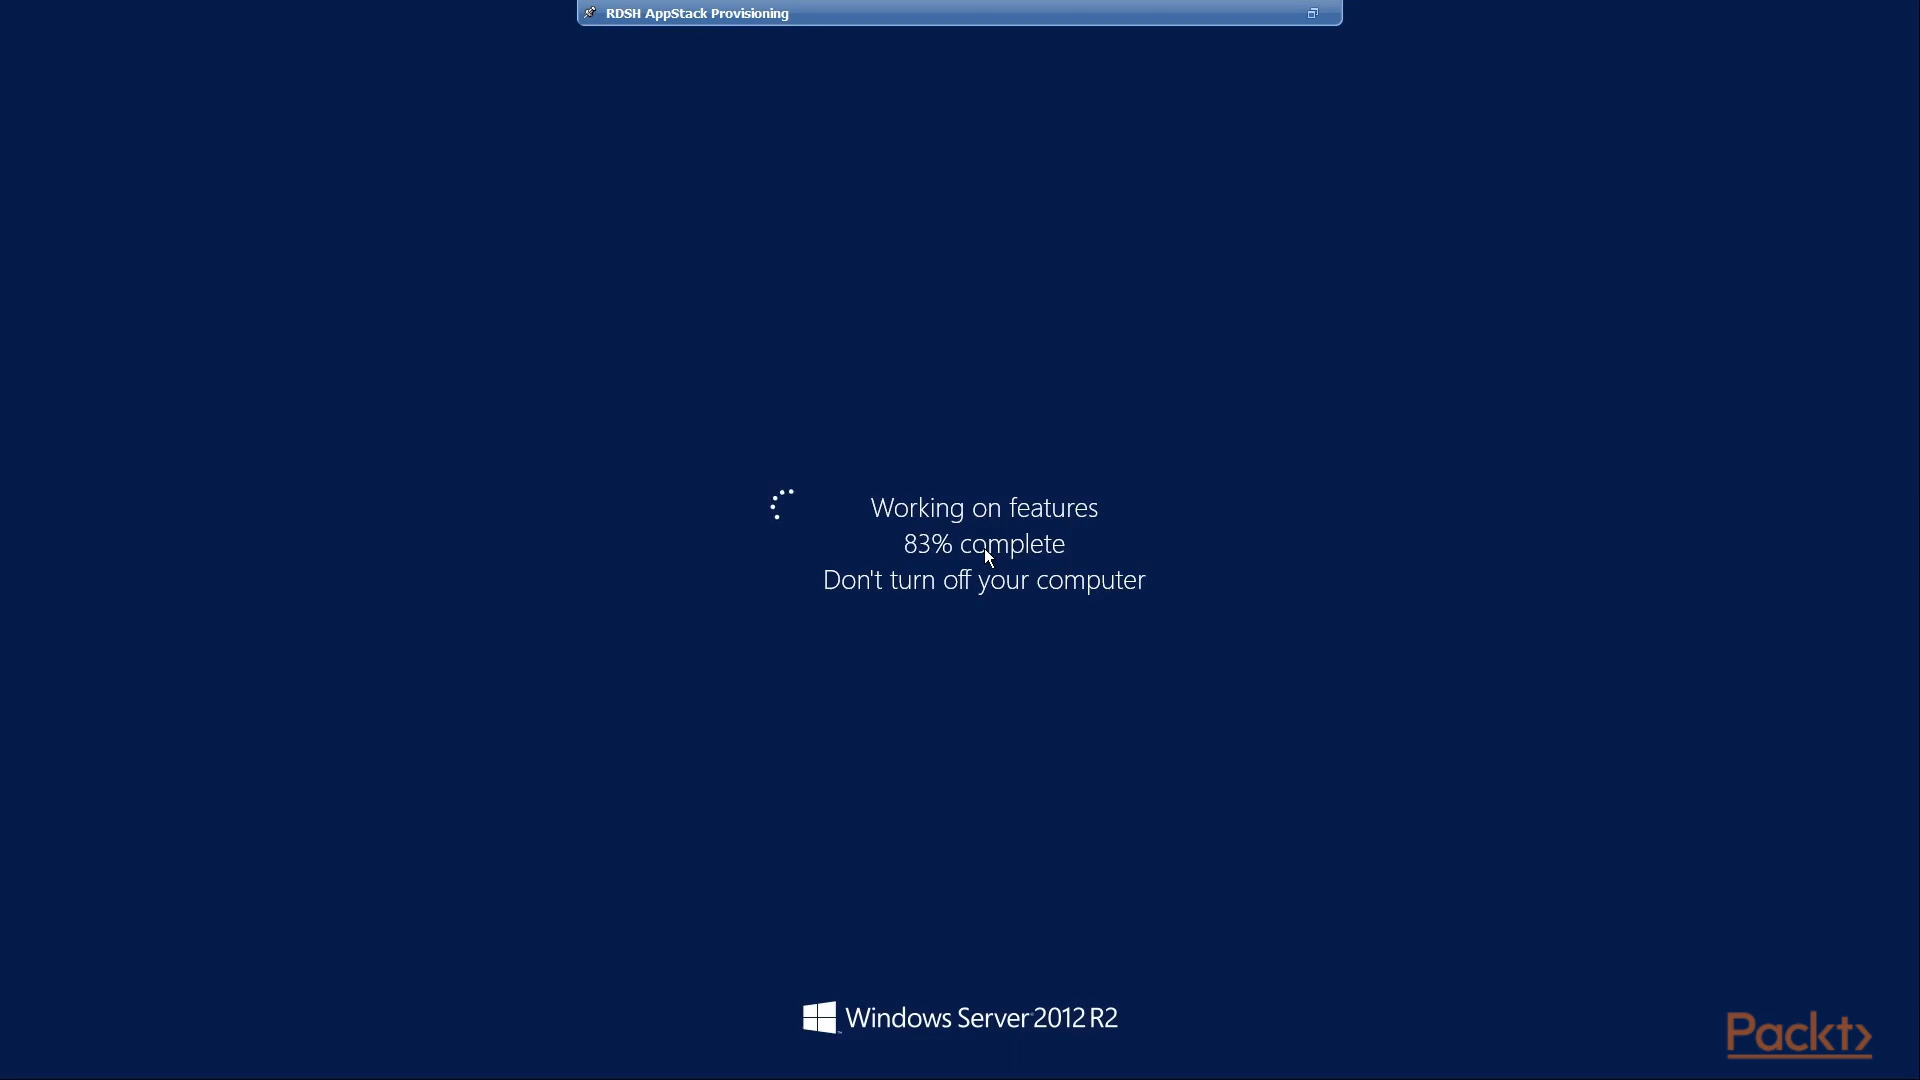 RDSH AppStack Provisioning
Working on features
83% complete
Don't turn off your computer
Windows Server 2012 R2
Packt